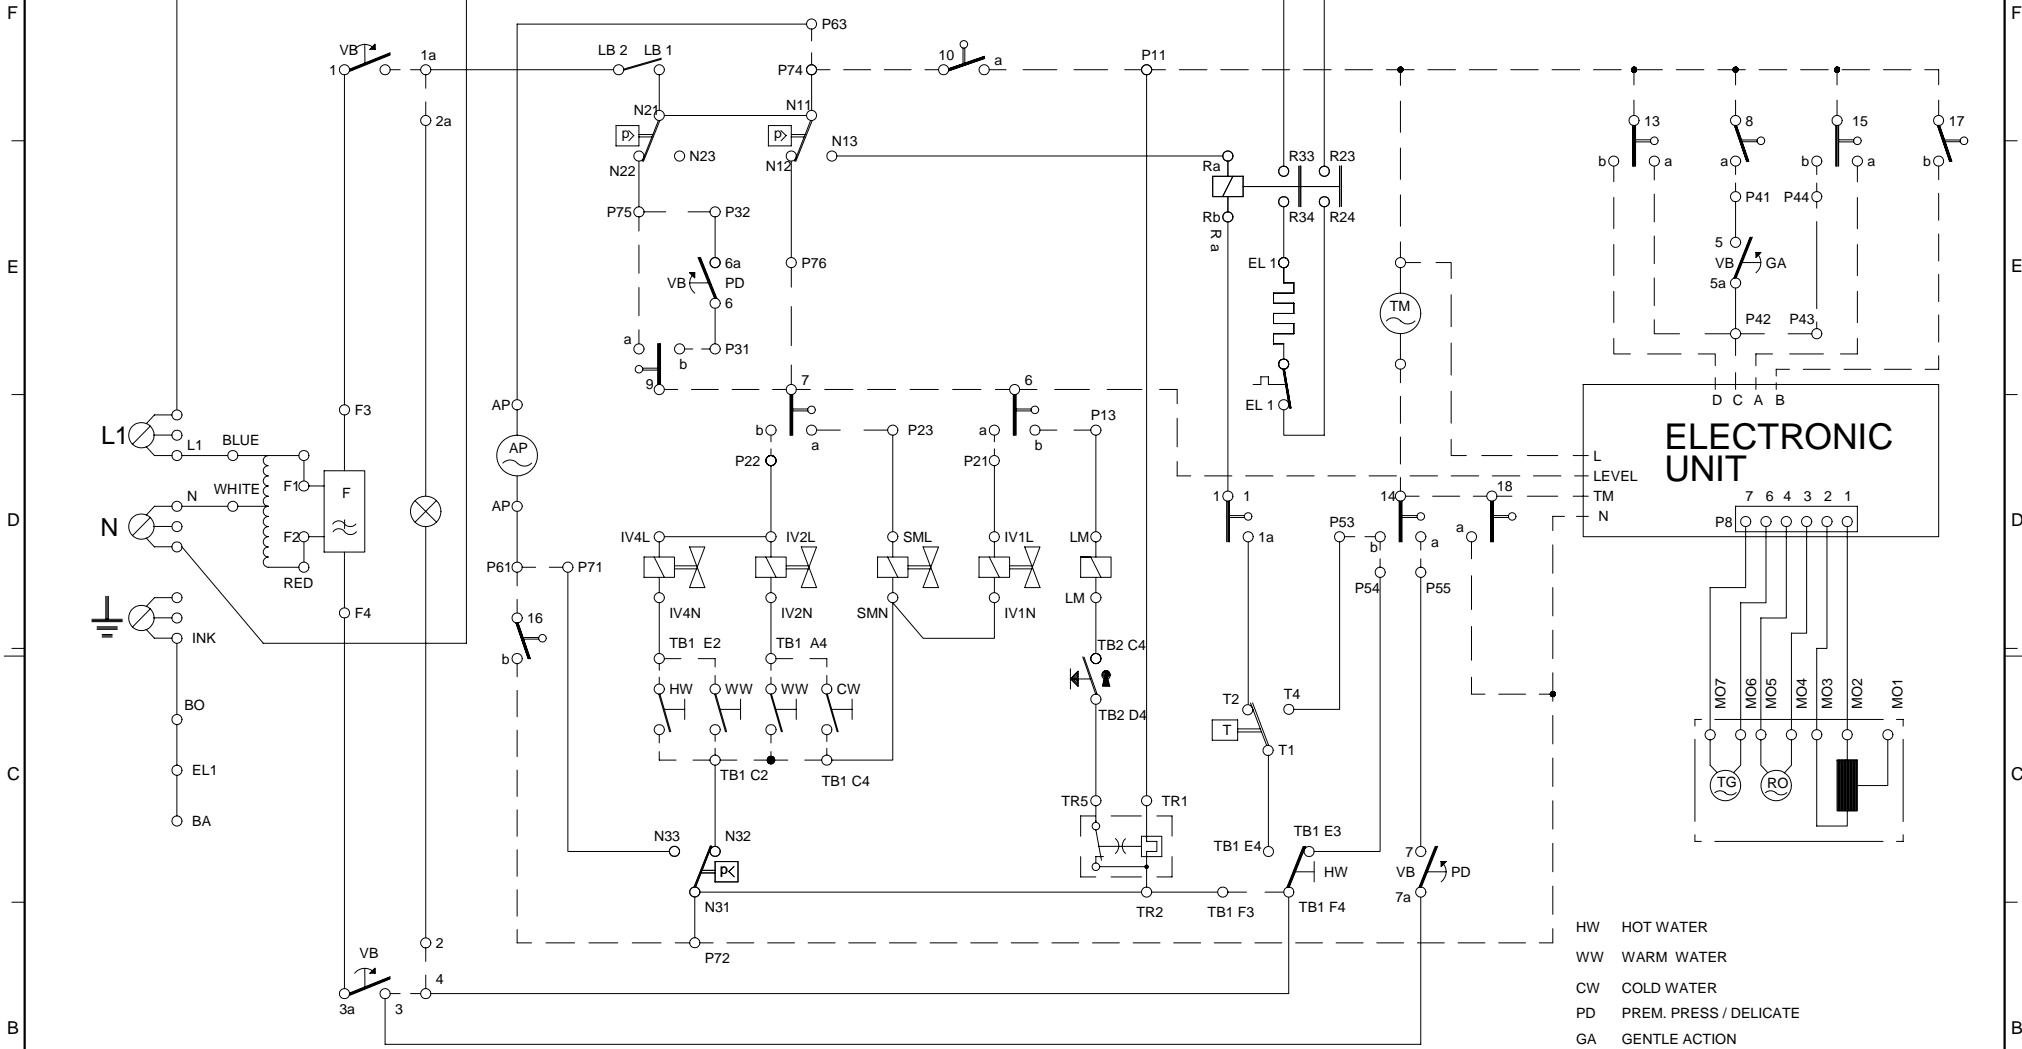 F F
P63
VB 1a LB 2 LB 1 10 P11
1 P74 a
N21 N11
2a P> P> N13 13 8 15 17
N23 Ra R33 R23
N22 N12 b a a b a b
P75 P32 P41 P44
Rb R34 R24
Ra
5
E 6a P76 EL 1 VB GA E
VB PD 5a
6 TM
P42 P43
a P31
b
9 7 6
AP EL 1 D C A B
L1 F3 b a P23 a b P13
L1 BLUE AP ELECTRONIC
P22 P21 L UNIT
F1 F LEVEL
N WHITE 1 1 14 18 TM 7 6 4 3 2 1
AP N
D N F2 1a P53 b a a P8 D
IV4L IV2L SML IV1L LM
P61 P71
RED P54 P55
F4 16 IV4N IV2N SMN IV1N LM
INK
b TB1 E2 TB1 A4 TB2 C4
HW WW WW CW
BO T2 T4 MO7 MO6 MO5 MO4 MO3 MO2 MO1
TB2 D4
T
T1
C EL1 TB1 C2 TB1 C4 TG RO C
TR5 TR1
BA
N33 N32 TB1 E4 TB1 E3 7
P< HW VB PD
N31 TR2 TB1 F3 TB1 F4 7a
HW HOT WATER
2 P72
VB WW WARM WATER
4
CW COLD WATER
3a 3
PD PREM. PRESS / DELICATE
B B
GA GENTLE ACTION